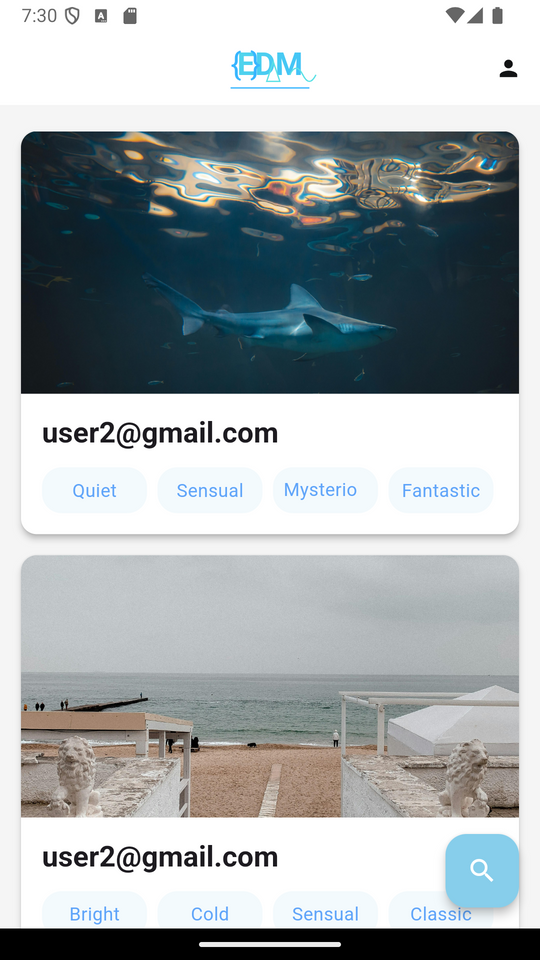 7:30
{EDM
user2@gmail.com
Quiet Sensual Mysterio Fantastic
user2@gmail.com
Bright Cold Sensual Classic